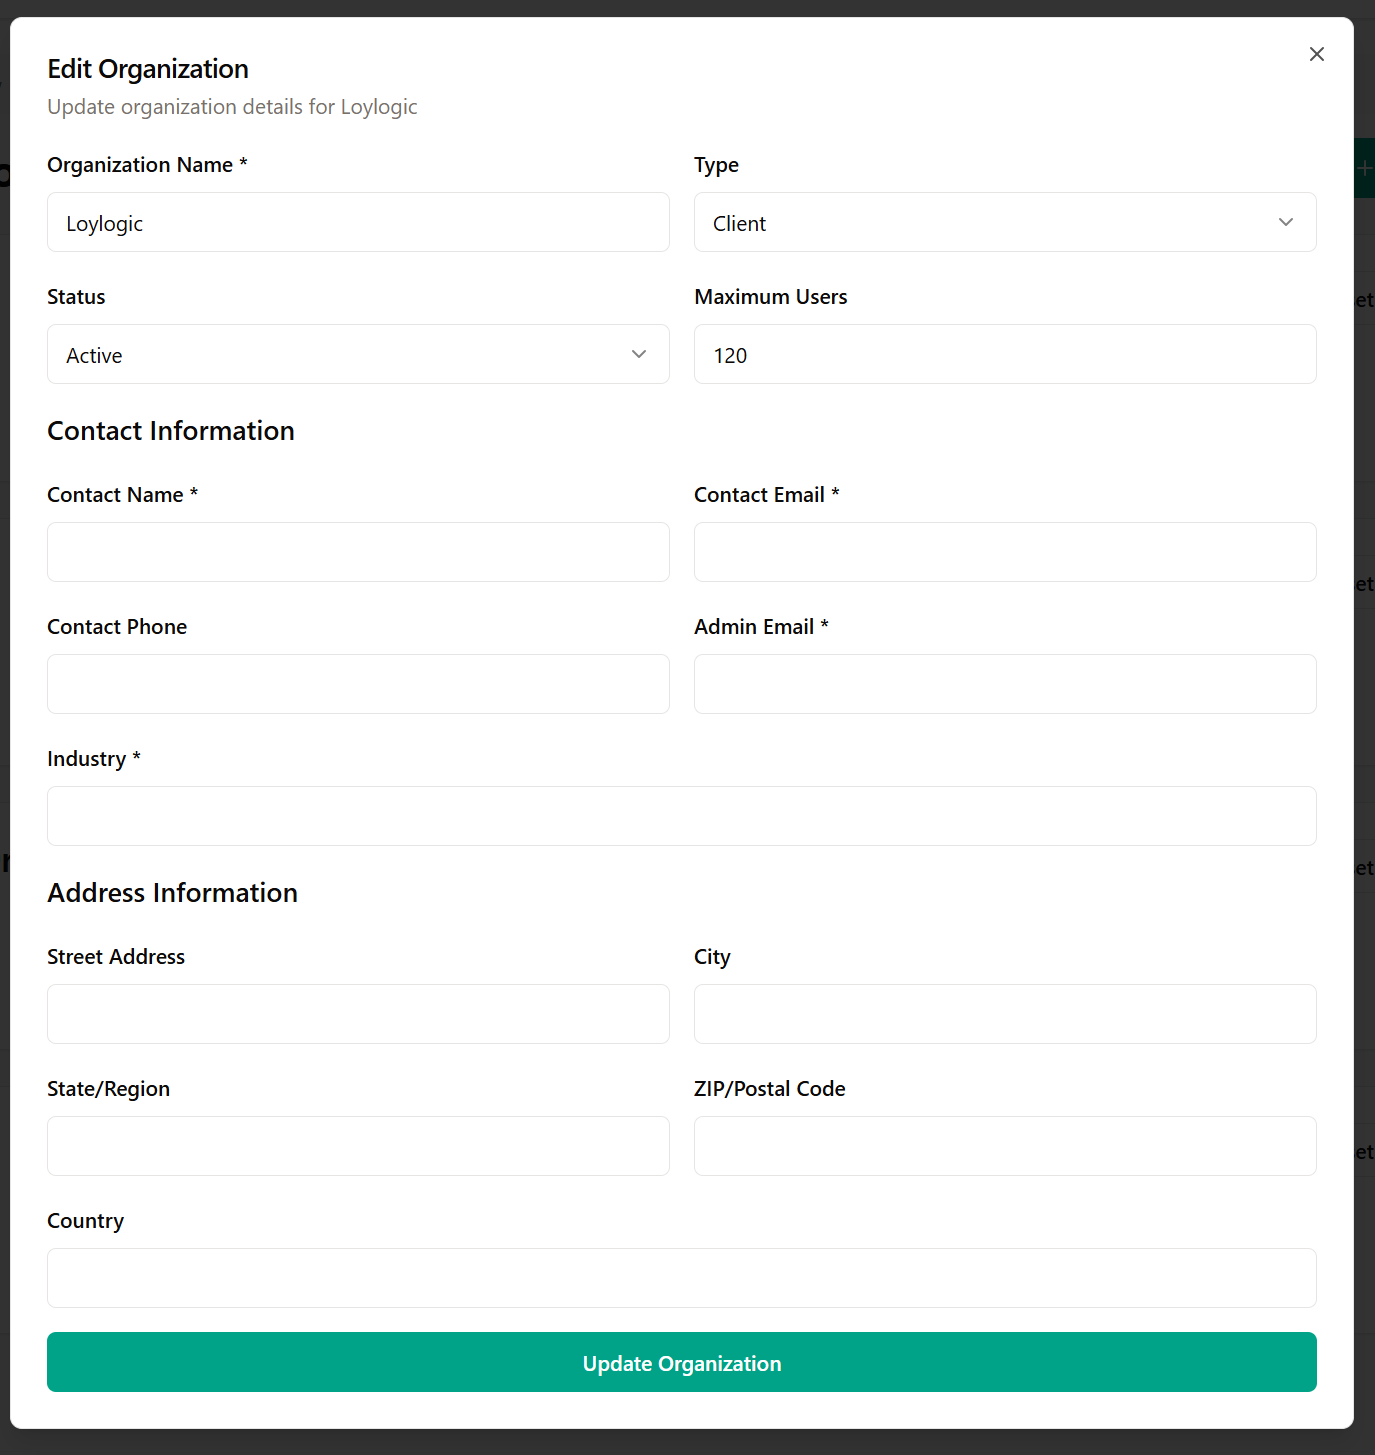 Edit Organization
Update organization details for Loylogic
Organization Name *
Type
Loylogic
Client
Status
Maximum Users
Active
120
Contact Information
Contact Name *
Contact Email *
Contact Phone
Admin Email *
Industry *
Address Information
Street Address
City
State/Region
ZIP/Postal Code
Country
Update Organization